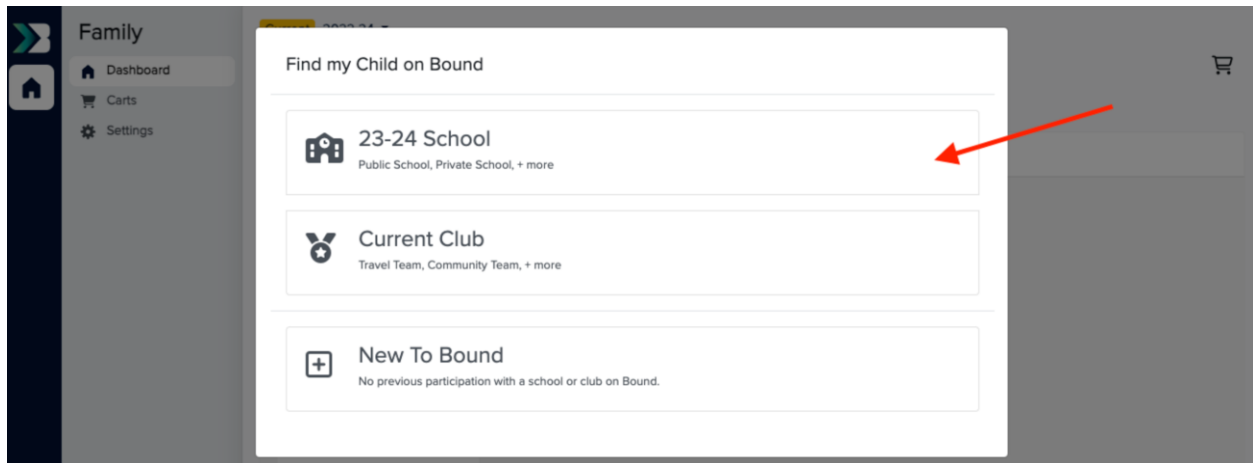 Family
Dashboard
Carts
Settings
Find my Child on Bound
23-24 School
Public School, Private School, + more
Current Club
Travel Team, Community Team, + more
New To Bound
No previous participation with a school or club on Bound.